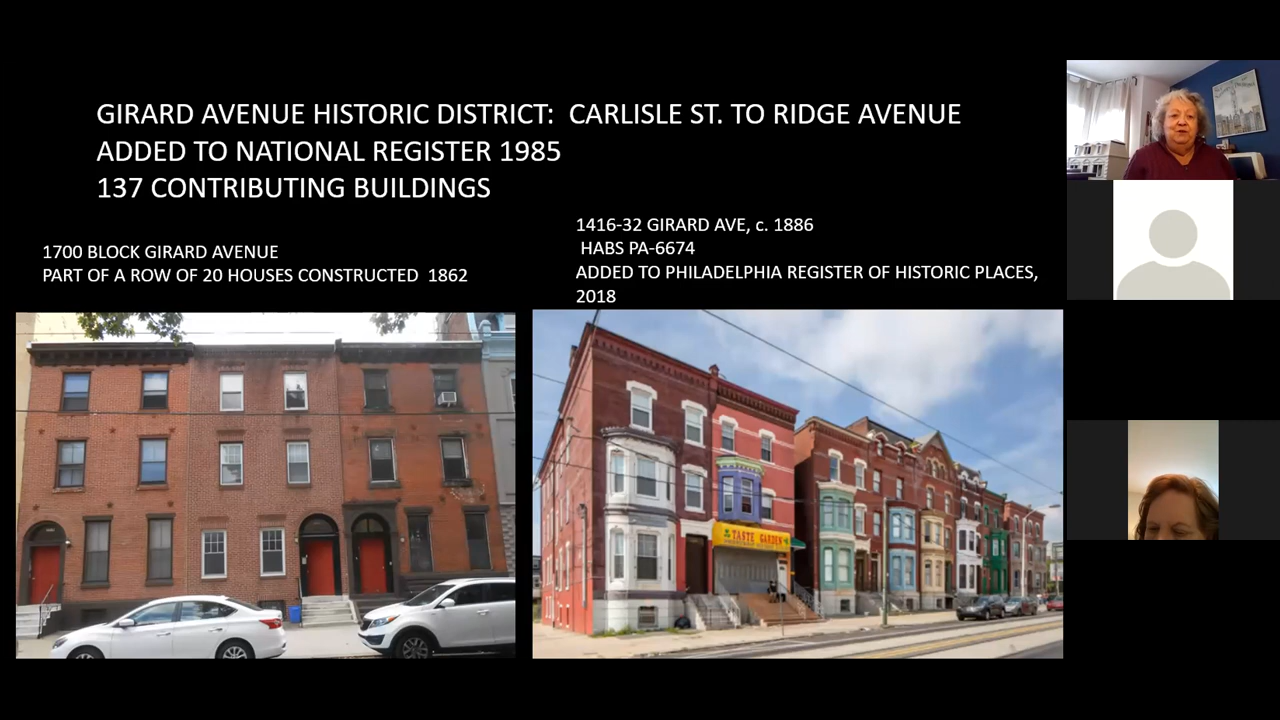 GIRARD AVENUE HISTORIC DISTRICT: CARLISLE ST. TO RIDGE AVENUE
ADDED TO NATIONAL REGISTER 1985
137 CONTRIBUTING BUILDINGS
1700 BLOCK GIRARD AVENUE
PART OF A ROW OF 20 HOUSES CONSTRUCTED 1862
1416-32 GIRARD AVE, c. 1886
HABS PA-6674
ADDED TO PHILADELPHIA REGISTER OF HISTORIC PLACES,
2018
TASTE GARDEN